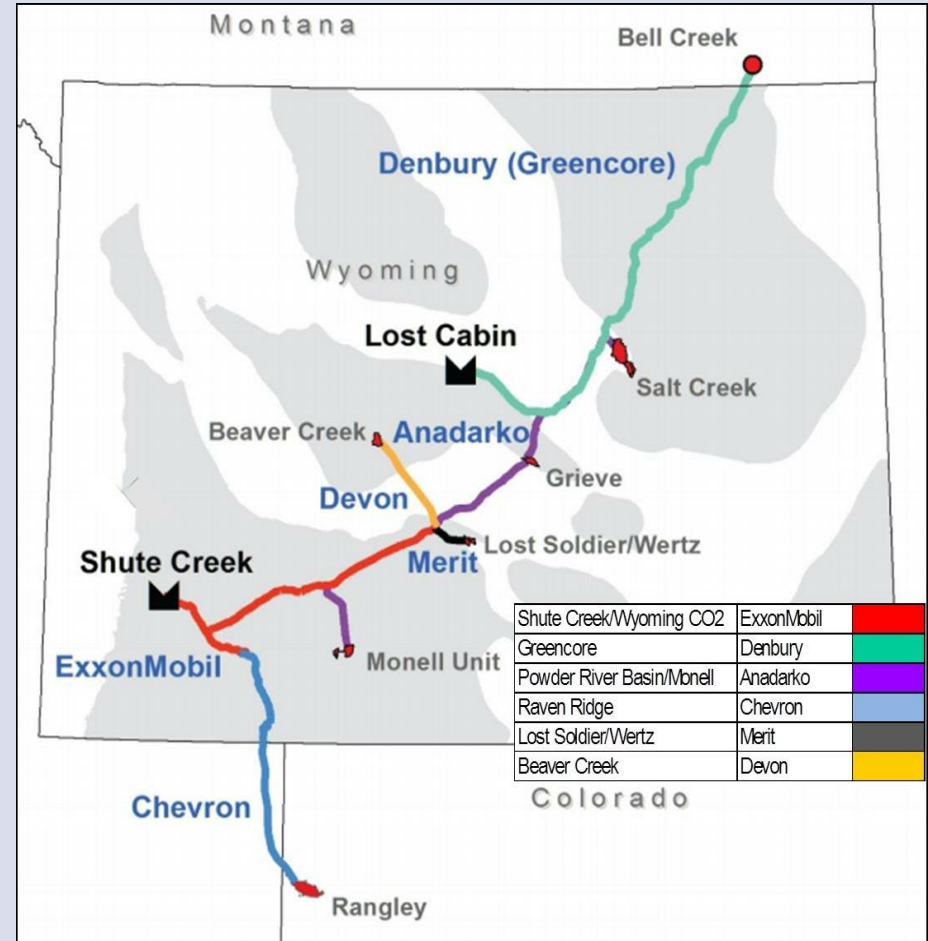 Montana
Bell Creek
Denbury (Greencore)
Wyoming
Lost Cabin
Salt Creek
Beaver Creek
Anadarko
Grieve
Devon
Lost Soldier/Wertz
Merit
Shute Creek
ExxonMobil
Monell Unit
Shute Creek/Wyoming CO2 ExxonMobil
Greencore Denbury
Powder River Basin/Monell Anadarko
Raven Ridge Chevron
Lost Soldier/Wertz Merit
Beaver Creek Devon
Colorado
Chevron
Rangley